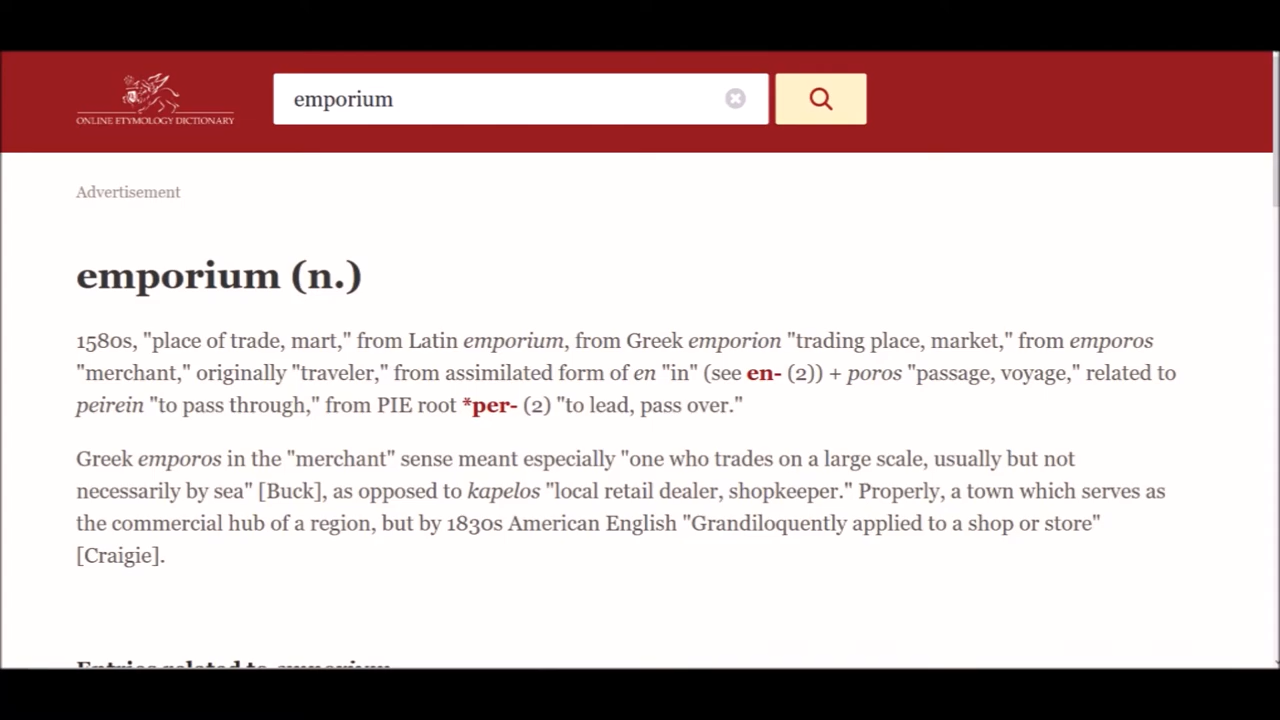 emporium
ONLINE ETYMOLOGY DICTIONARY
Advertisement
emporium (n.)
1580s, "place of trade, mart," from Latin emporium, from Greek emporion "trading place, market," from emporos
"merchant," originally "traveler," from assimilated form of en "in" (see en- (2)) + poros "passage, voyage," related to
peirein "to pass through," from PIE root *per- (2) "to lead, pass over."
Greek emporos in the "merchant" sense meant especially "one who trades on a large scale, usually but not
necessarily by sea" [Buck], as opposed to kapelos "local retail dealer, shopkeeper." Properly, a town which serves as
the commercial hub of a region, but by 1830s American English "Grandiloquently applied to a shop or store"
[Craigie].
Entries related to emporium